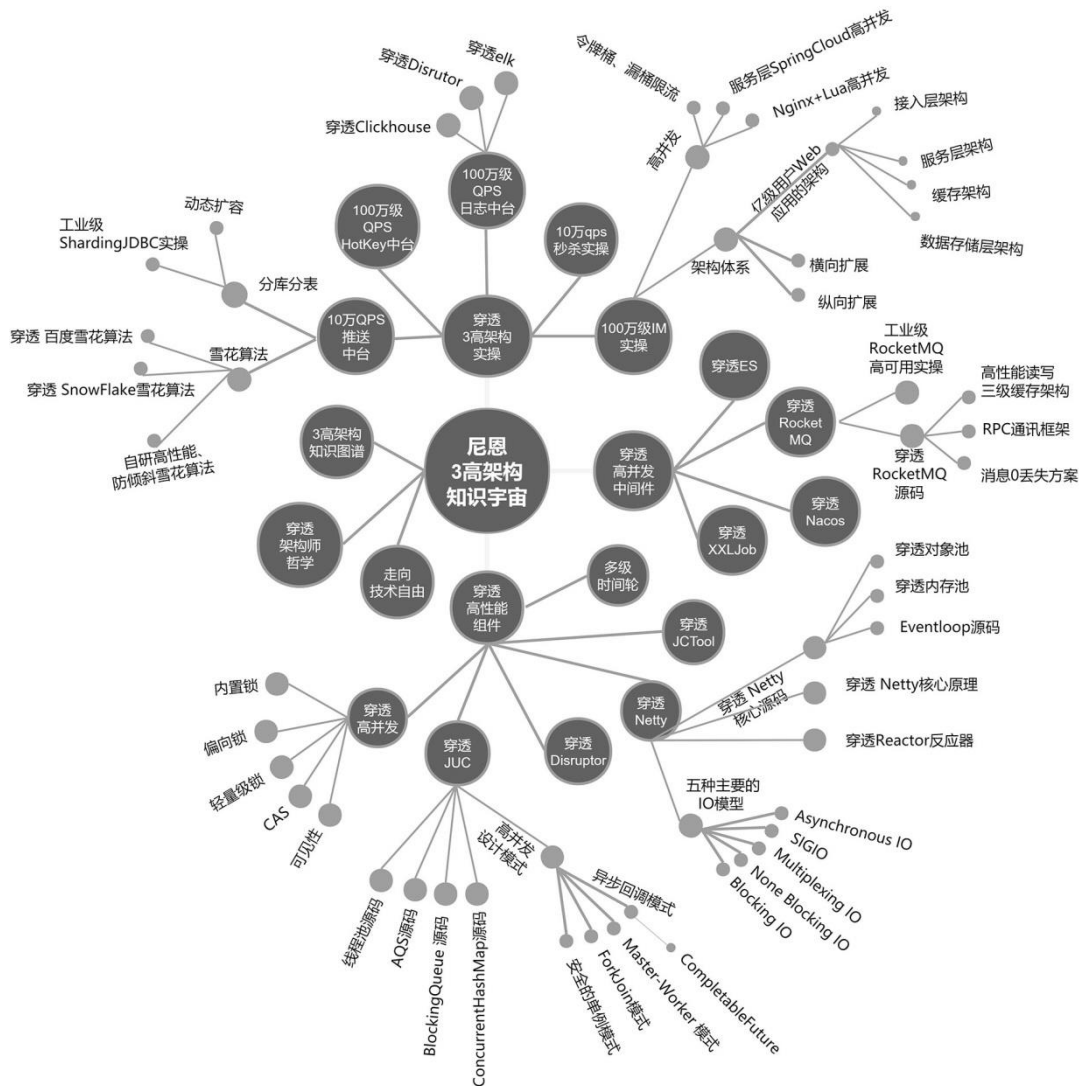 穿透elk
穿透Disrutor
穿透Clickhouse
100万级
QPS
日志中台
100万级
QPS
HotKey中台
10万qps
秒杀实操
令牌桶、漏桶限流
服务层SpringCloud高并发
Nginx+Lua高并发
高并发
亿级用户Web
应用的架构
接入层架构
服务层架构
缓存架构
数据存储层架构
架构体系
横向扩展
纵向扩展
100万级IM
实操
穿透
3高架构
实操
10万QPS
推送
中台
动态扩容
工业级
ShardingJDBC实操
分库分表
穿透 百度雪花算法
雪花算法
穿透 SnowFlake雪花算法
自研高性能、
防倾斜雪花算法
尼恩
3高架构
知识宇宙
3高架构
知识图谱
穿透
架构师
哲学
走向
技术自由
穿透
高并发
中间件
穿透ES
穿透
Rocket
MQ
工业级
RocketMQ
高可用实操
穿透
RocketMQ
源码
高性能读写
三级缓存架构
RPC通讯框架
消息0丢失方案
穿透
Nacos
穿透
XXLJob
穿透
高性能
组件
多级
时间轮
穿透
JCTool
穿透
Netty
穿透 Netty
核心源码
穿透对象池
穿透内存池
Eventloop源码
穿透 Netty核心原理
穿透Reactor反应器
五种主要的
IO模型
Asynchronous IO
SIGIO
Multiplexing IO
None Blocking IO
Blocking IO
穿透
Disruptor
穿透
JUC
高并发
设计模式
异步回调模式
CompletableFuture
Master-Worker 模式
ForkJoin模式
安全的单例模式
线程池源码
AQS源码
BlockingQueue 源码
ConcurrentHashMap源码
穿透
高并发
内置锁
偏向锁
轻量级锁
CAS
可见性